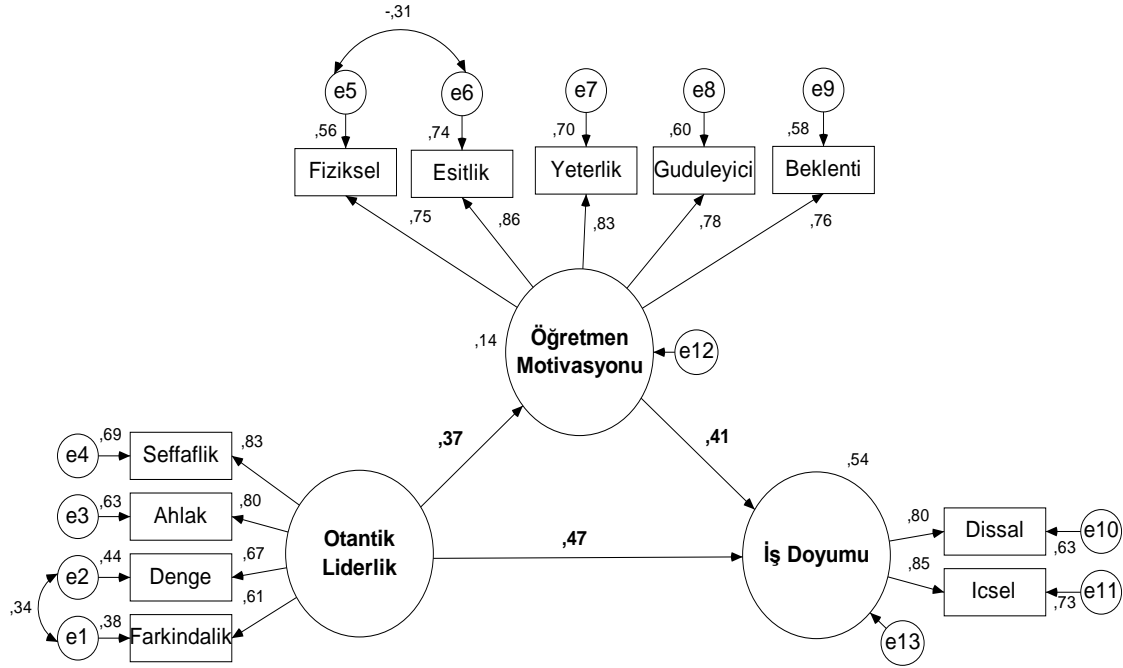 -,31
e5
e6
e7
e8
e9
,56
,74
,70
,60
,58
Fiziksel
Esitlik
Yeterlik
Guduleyici
Beklenti
,75
,86
,83
,78
,76
,14
Öğretmen
Motivasyonu
e12
,37
,41
e4
,69
Seffaflik
,83
e3
,63
Ahlak
,80
e2
,44
Denge
,67
,34
e1
,38
Farkindalik
,61
Otantik
Liderlik
,47
,54
İş Doyumu
,80
Dissal
,63
e10
,85
Icsel
,73
e11
e13